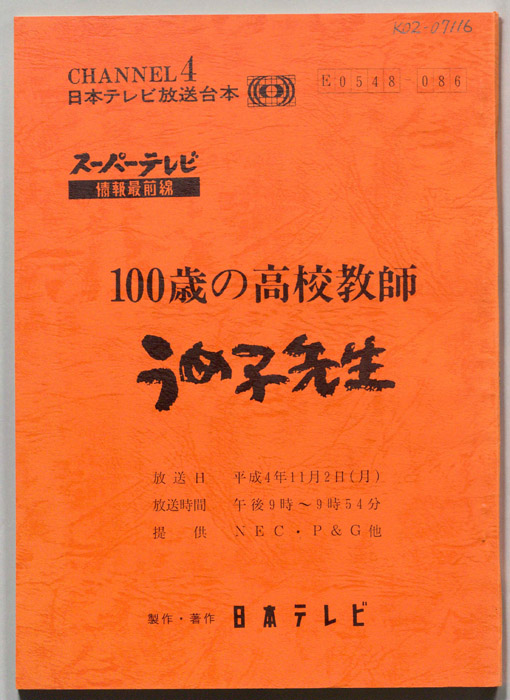 K02-07116
CHANNEL 4
日本テレビ放送台本
E0548-086
スーパーテレビ
情報最前線
100歳の高校教師
うめ子先生
放送日 平成4年11月2日(月)
放送時間 午後9時~9時54分
提供 NEC・P&G他
製作・著作 日本テレビ